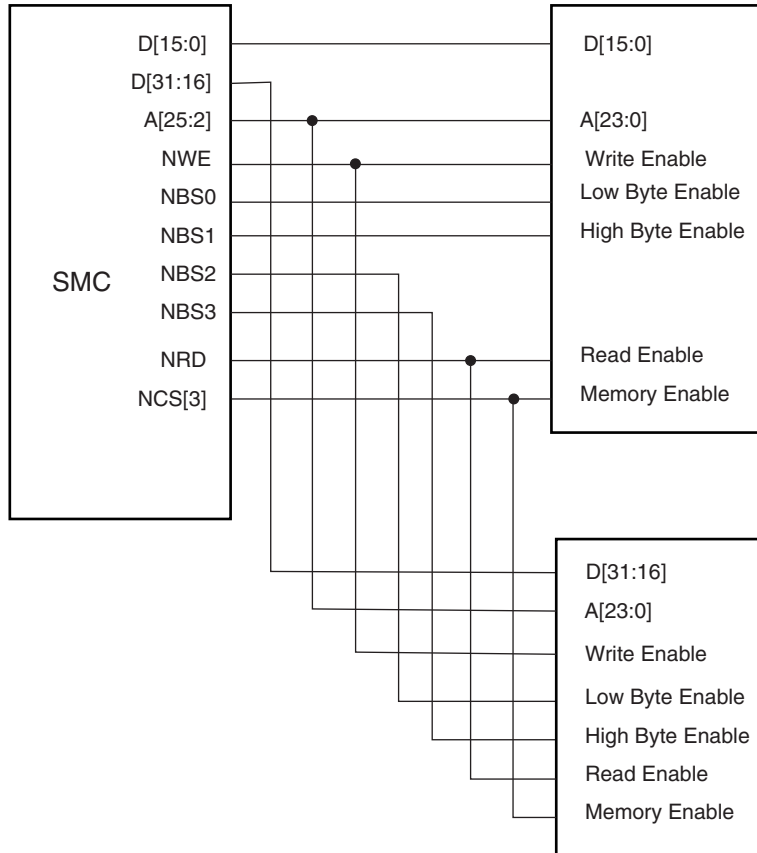 D[15:0]
D[31:16]
A[25:2]
NWE
NBS0
NBS1
NBS2
NBS3
NRD
NCS[3]
SMC
D[15:0]
A[23:0]
Write Enable
Low Byte Enable
High Byte Enable
Read Enable
Memory Enable
D[31:16]
A[23:0]
Write Enable
Low Byte Enable
High Byte Enable
Read Enable
Memory Enable